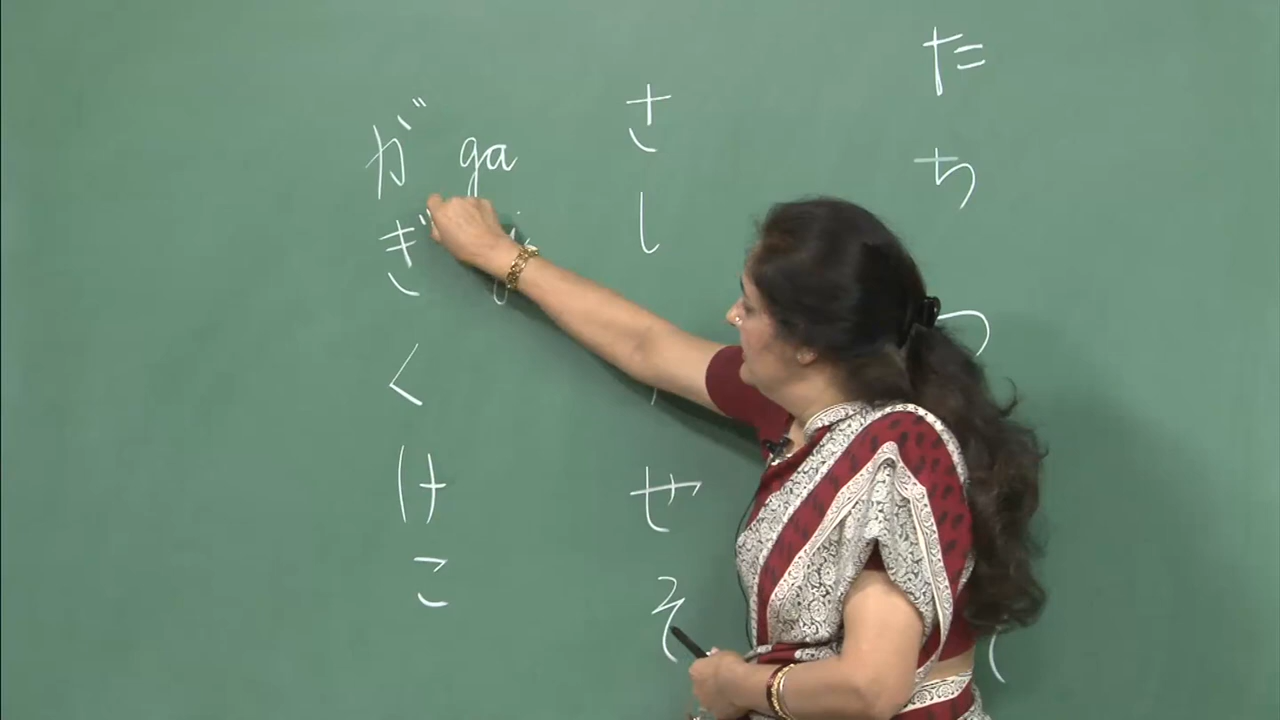 が ga
ぎ
く
け
こ
さ
し
せ
そ
た
ち
つ